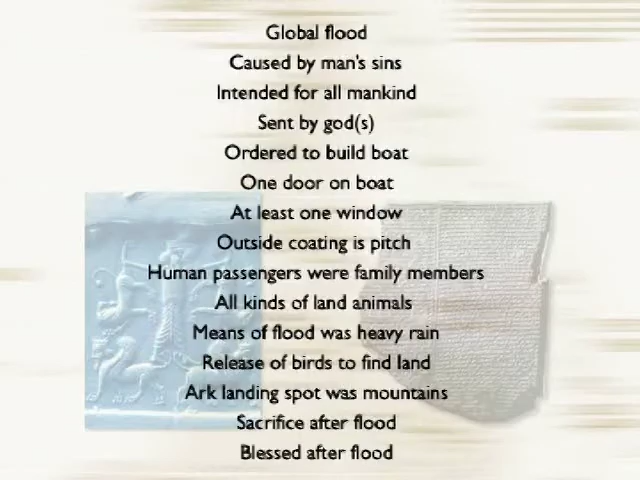 Global flood
Caused by man's sins
Intended for all mankind
Sent by god(s)
Ordered to build boat
One door on boat
At least one window
Outside coating is pitch
Human passengers were family members
All kinds of land animals
Means of flood was heavy rain
Release of birds to find land
Ark landing spot was mountains
Sacrifice after flood
Blessed after flood